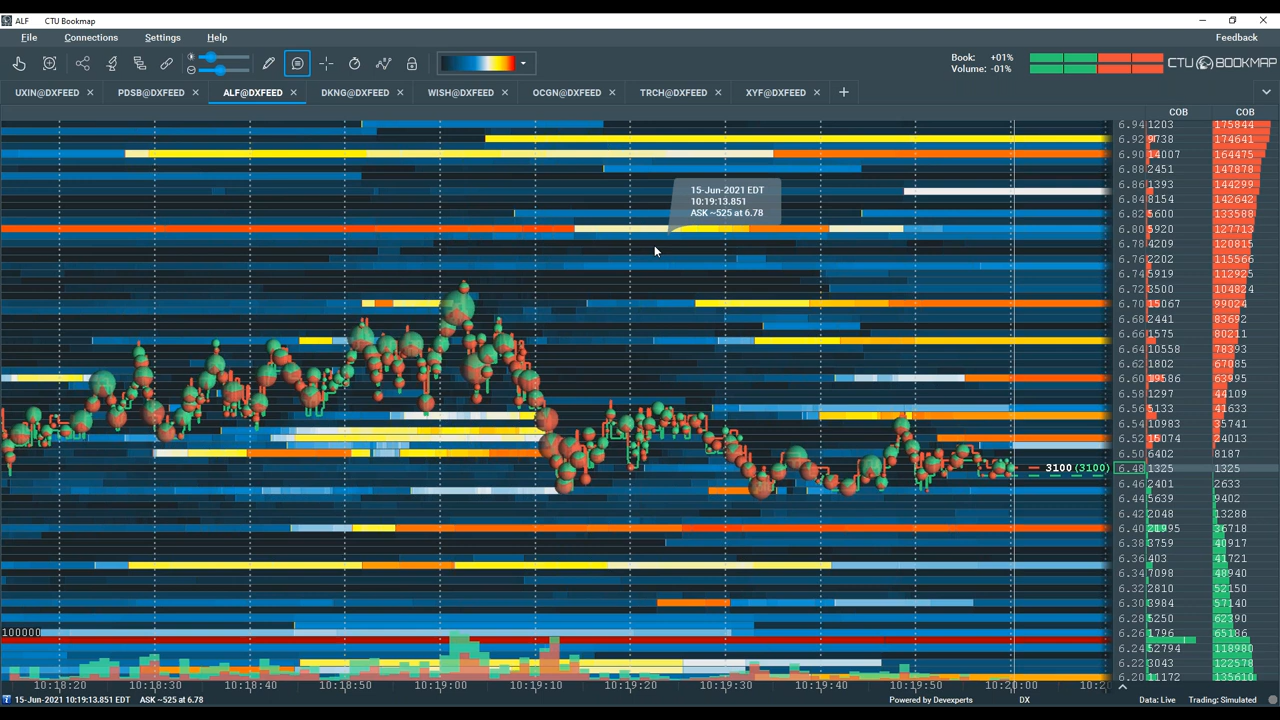 ALF CTU Bookmap
File Connections Settings Help Feedback
Book: +01%
Volume: -01%
CTU BOOKMAP
UXIN@DXFEED PDSB@DXFEED ALF@DXFEED DKNG@DXFEED WISH@DXFEED OCGN@DXFEED TRCH@DXFEED XYF@DXFEED
COB COB
6.94 1203 175844
6.92 9738 174641
6.90 14007 164475
6.88 2451 147878
6.86 1393 144299
6.84 8154 142642
6.82 5600 133588
6.80 5920 127713
6.78 4209 120815
6.76 2202 115566
6.74 5919 112925
6.72 3500 104824
6.70 15067 99024
6.68 2441 83692
6.66 1575 80211
6.64 10558 78393
6.62 1802 67085
6.60 19586 63995
6.58 1297 44109
6.56 5133 41633
6.54 10983 35741
6.52 16074 24013
6.50 6402 8187
6.48 1325 1325
6.46 2401 2633
6.44 5639 9402
6.42 2048 13288
6.40 21995 36718
6.38 3759 40917
6.36 403 41721
6.34 7098 48940
6.32 2810 52150
6.30 3984 57140
6.28 5250 62390
6.26 1796 65186
6.24 52794 118980
6.22 3043 122578
6.20 1172 135610
15-Jun-2021 EDT
10:19:13.851
ASK ~525 at 6.78
3100 (3100)
100000
10:18:20 10:18:30 10:18:40 10:18:50 10:19:00 10:19:10 10:19:20 10:19:30 10:19:40 10:19:50 10:20:00 10:20
15-Jun-2021 10:19:13.851 EDT ASK ~525 at 6.78 Powered by Devexperts DX Data: Live Trading: Simulated